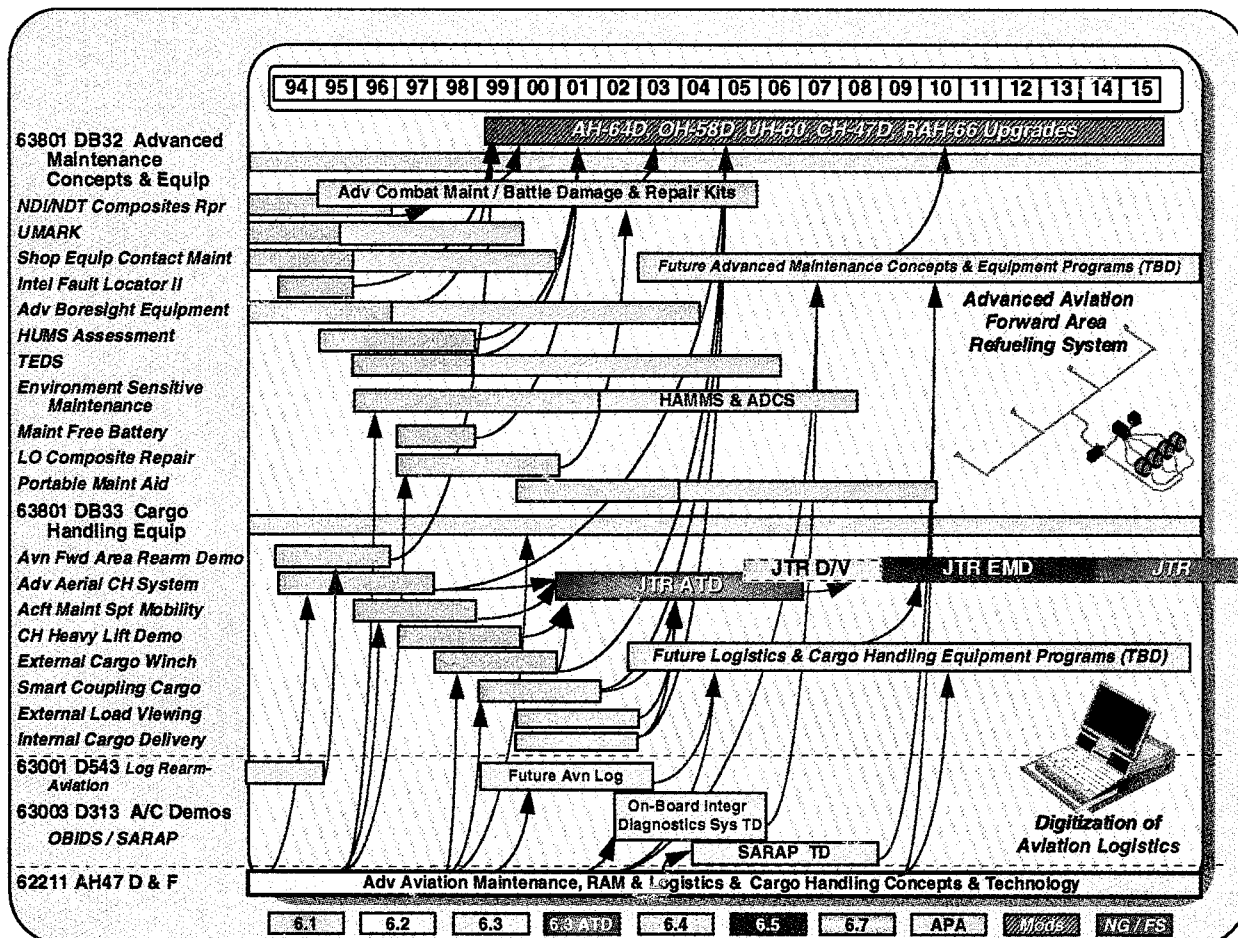 94 95 96 97 98 99 00 01 02 03 04 05 06 07 08 09 10 11 12 13 14 15
AH-64D, OH-58D, UH-60, CH-47D, RAH-66 Upgrades
63801 DB32 Advanced
Maintenance
Concepts & Equip
Adv Combat Maint / Battle Damage & Repair Kits
NDI/NDT Composites Rpr
UMARK
Shop Equip Contact Maint
Future Advanced Maintenance Concepts & Equipment Programs (TBD)
Intel Fault Locator II
Adv Boresight Equipment
Advanced Aviation
Forward Area
Refueling System
HUMS Assessment
TEDS
Environment Sensitive
Maintenance
HAMMS & ADCS
Maint Free Battery
LO Composite Repair
Portable Maint Aid
63801 DB33 Cargo
Handling Equip
Avn Fwd Area Rearm Demo
JTR D/V
JTR EMD
JTR
Adv Aerial CH System
JTR ATD
Acft Maint Spt Mobility
CH Heavy Lift Demo
External Cargo Winch
Future Logistics & Cargo Handling Equipment Programs (TBD)
Smart Coupling Cargo
External Load Viewing
Internal Cargo Delivery
63001 D543 Log Rearm-
Aviation
Future Avn Log
63003 D313 A/C Demos
On-Board Integr
Diagnostics Sys TD
OBIDS / SARAP
SARAP TD
Digitization of
Aviation Logistics
62211 AH47 D & F
Adv Aviation Maintenance, RAM & Logistics & Cargo Handling Concepts & Technology
6.1 6.2 6.3 6.3 ATD 6.4 6.5 6.7 APA Mods NG / FS